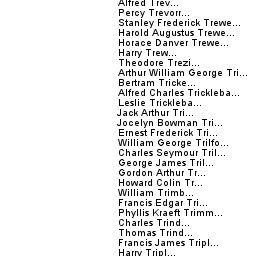 Alfred Trev...
Percy Trevorr...
Stanley Frederick Trewe...
Harold Augustus Trewe...
Horace Danver Trewe...
Harry Trew...
Theodore Trezi...
Arthur William George Tri...
Bertram Tricke...
Alfred Charles Trickleba...
Leslie Trickleba...
Jack Arthur Tri...
Jocelyn Bowman Tri...
Ernest Frederick Tri...
William George Trilfo...
Charles Seymour Tril...
George James Tril...
Gordon Arthur Tr...
Howard Colin Tr...
William Trimb...
Francis Edgar Tri...
Phyllis Kraeft Trimm...
Charles Trind...
Thomas Trind...
Francis James Tripl...
Harry Tripl...